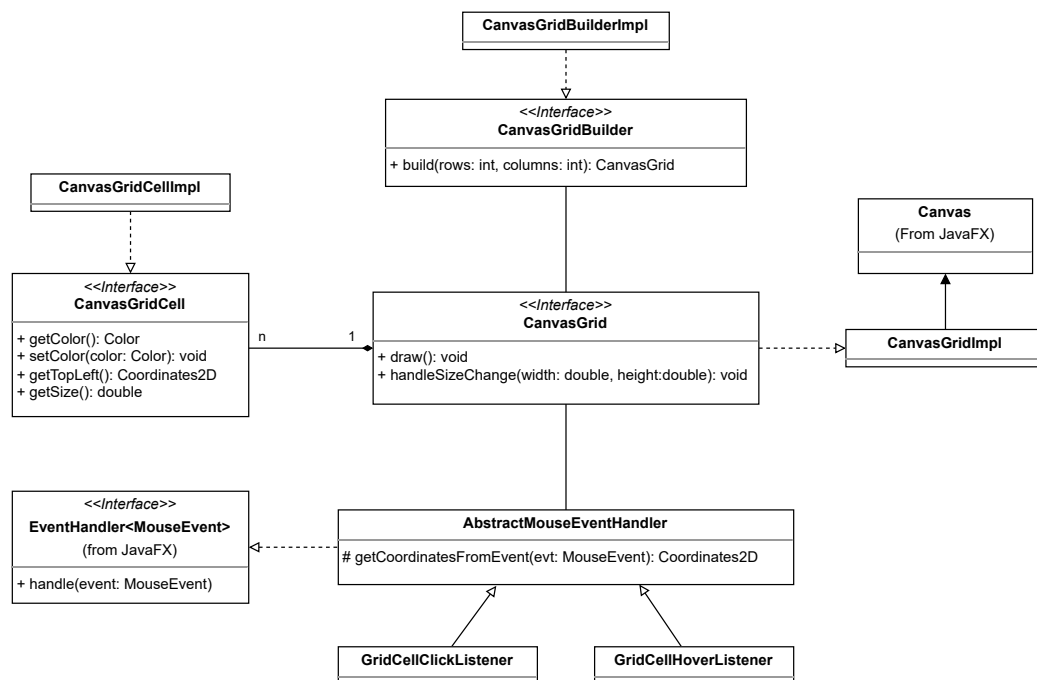 CanvasGridBuilderImpl
<<Interface>>
CanvasGridBuilder
+ build(rows: int, columns: int): CanvasGrid
CanvasGridCellImpl
Canvas
(From JavaFX)
<<Interface>>
CanvasGridCell
+ getColor(): Color
+ setColor(color: Color): void
+ getTopLeft(): Coordinates2D
+ getSize(): double
n
1
<<Interface>>
CanvasGrid
+ draw(): void
+ handleSizeChange(width: double, height:double): void
CanvasGridImpl
<<Interface>>
EventHandler<MouseEvent>
(from JavaFX)
+ handle(event: MouseEvent)
AbstractMouseEventHandler
# getCoordinatesFromEvent(evt: MouseEvent): Coordinates2D
GridCellClickListener
GridCellHoverListener